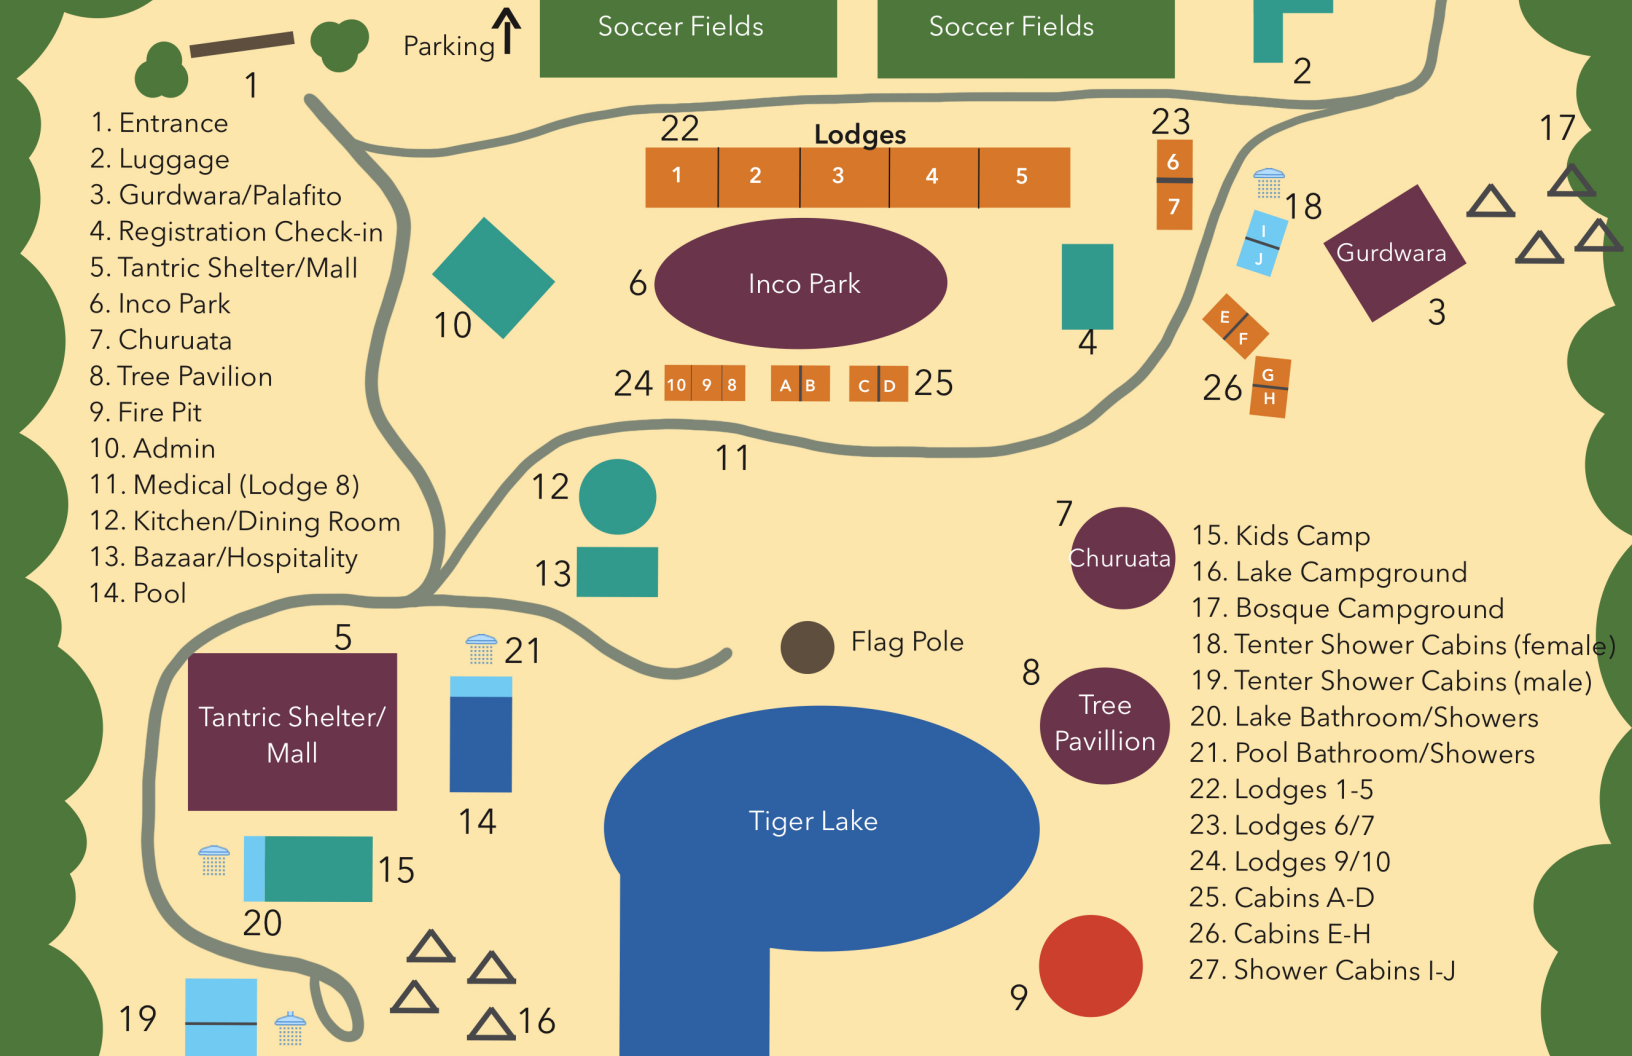 Soccer Fields
Soccer Fields
Parking
1
2
1. Entrance
2. Luggage
3. Gurdwara/Palafito
4. Registration Check-in
5. Tantric Shelter/Mall
6. Inco Park
7. Churuata
8. Tree Pavilion
9. Fire Pit
10. Admin
11. Medical (Lodge 8)
12. Kitchen/Dining Room
13. Bazaar/Hospitality
14. Pool
22
Lodges
23
17
1 2 3 4 5
6
7
18
I
J
Gurdwara
3
10
6
Inco Park
4
E
F
24
10 9 8
A B
C D
25
26
G
H
11
12
13
7
Churuata
15. Kids Camp
16. Lake Campground
17. Bosque Campground
18. Tenter Shower Cabins (female)
19. Tenter Shower Cabins (male)
20. Lake Bathroom/Showers
21. Pool Bathroom/Showers
22. Lodges 1-5
23. Lodges 6/7
24. Lodges 9/10
25. Cabins A-D
26. Cabins E-H
27. Shower Cabins I-J
5
21
Flag Pole
8
Tree
Pavillion
Tantric Shelter/
Mall
14
Tiger Lake
15
20
9
19
16